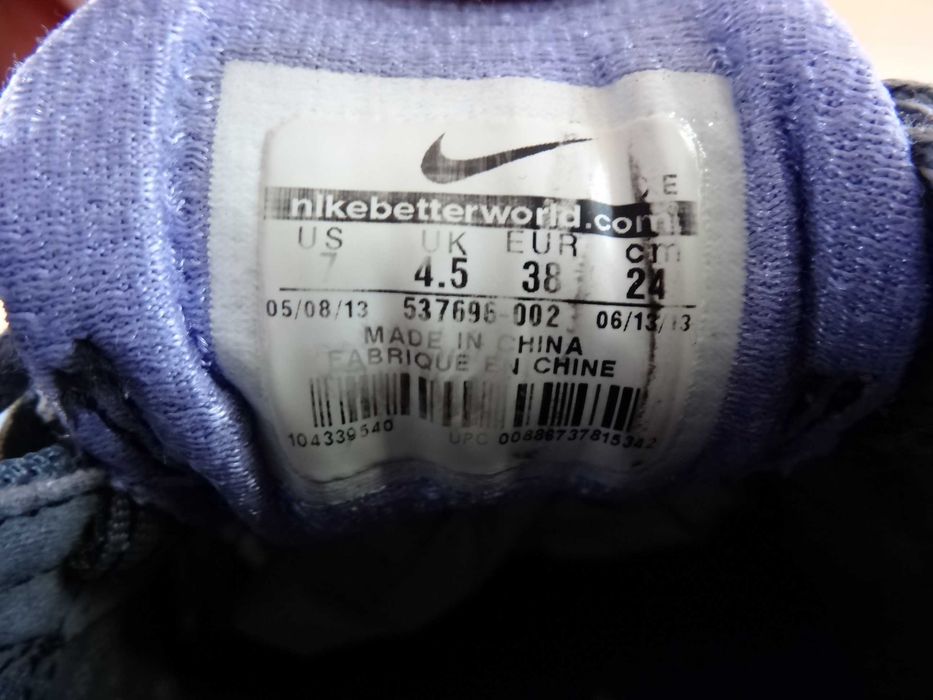 E
nikebetterworld.com
US UK EUR cm
7 4.5 38 24
05/08/13 537696-002 06/13/13
MADE IN CHINA
FABRIQUE EN CHINE
104339540 UPC 00886737815342